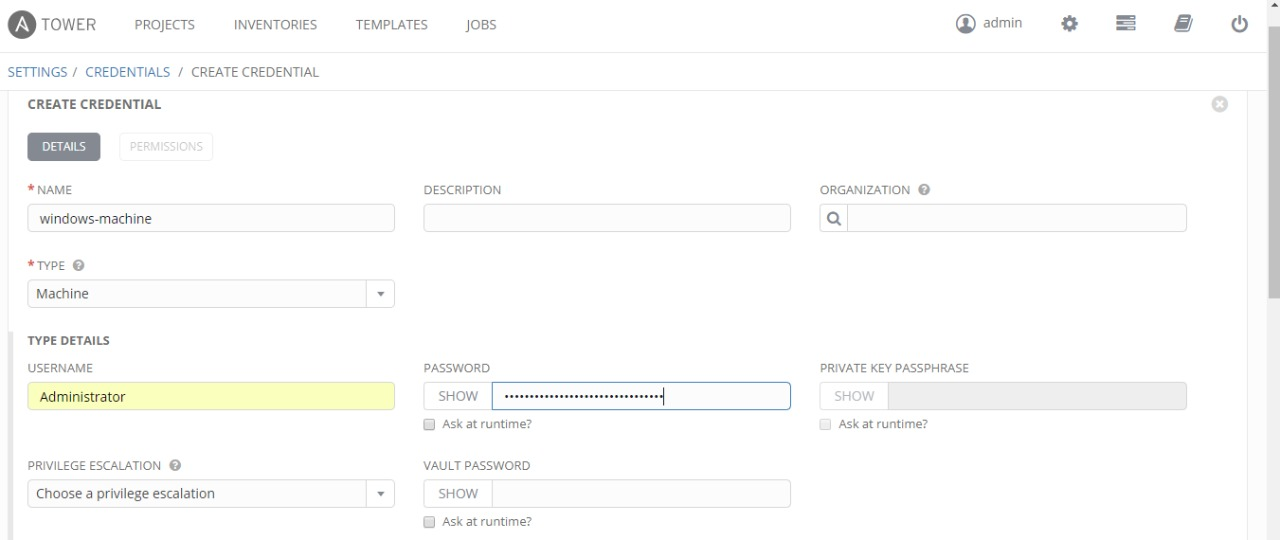 A TOWER PROJECTS INVENTORIES TEMPLATES JOBS admin
SETTINGS / CREDENTIALS / CREATE CREDENTIAL
CREATE CREDENTIAL
DETAILS PERMISSIONS
* NAME DESCRIPTION ORGANIZATION ?
windows-machine
* TYPE ?
Machine
TYPE DETAILS
USERNAME PASSWORD PRIVATE KEY PASSPHRASE
Administrator SHOW •••••••••••••••••••••••••••••••• SHOW
Ask at runtime? Ask at runtime?
PRIVILEGE ESCALATION ? VAULT PASSWORD
Choose a privilege escalation SHOW
Ask at runtime?